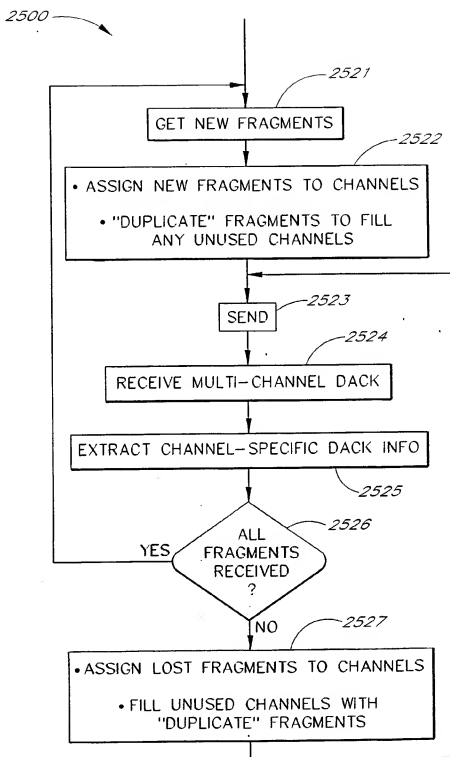 2500
2521
GET NEW FRAGMENTS
2522
• ASSIGN NEW FRAGMENTS TO CHANNELS
• "DUPLICATE" FRAGMENTS TO FILL
ANY UNUSED CHANNELS
2523
SEND
2524
RECEIVE MULTI-CHANNEL DACK
EXTRACT CHANNEL-SPECIFIC DACK INFO
2525
2526
ALL
FRAGMENTS
RECEIVED
?
YES
NO
2527
• ASSIGN LOST FRAGMENTS TO CHANNELS
• FILL UNUSED CHANNELS WITH
"DUPLICATE" FRAGMENTS